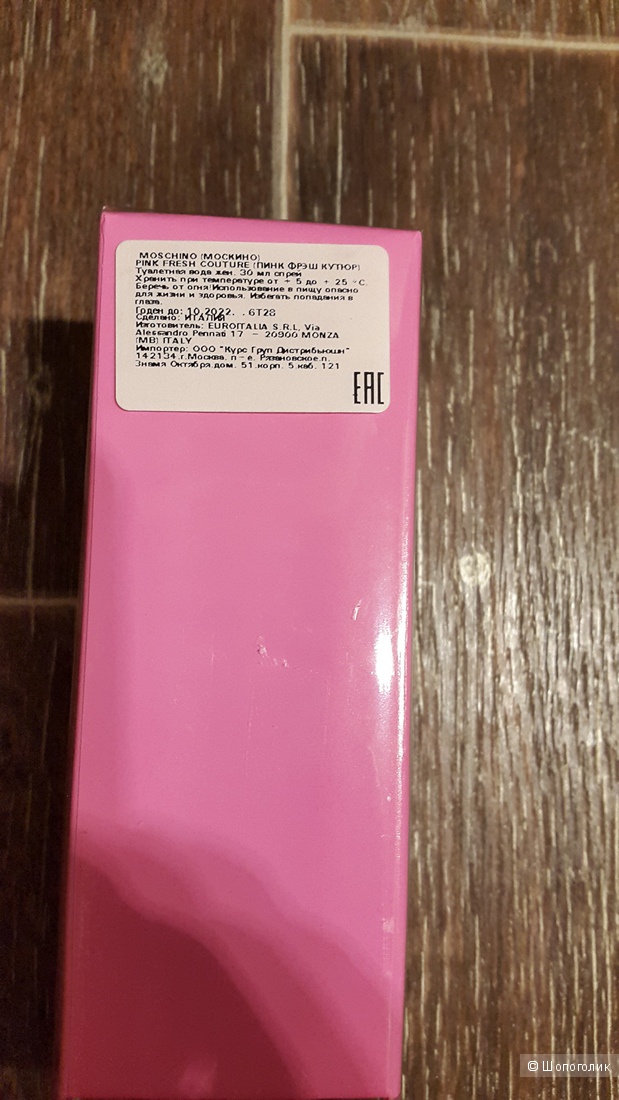 MOSCHINO (МОСКИНО)
PINK FRESH COUTURE (ПИНК ФРЭШ КУТЮР)
Туалетная вода жен. 30 мл спрей
Хранить при температуре от + 5 до + 25 °С.
Беречь от огня.Использование в пищу опасно
для жизни и здоровья. Избегать попадания в
глаза.
Годен до: 10.2022. . 6T28
Сделано: ИТАЛИЯ
Изготовитель: EUROITALIA S.R.L, Via
Alessandro Pennati 17 – 20900 MONZA
(MB) ITALY
Импортер: ООО "Курс Груп Дистрибьюшн"
142134,г.Москва, п-е. Рязановское,п.
Знамя Октября,дом. 51,корп. 5,каб. 121
EAC
© Шопоголик